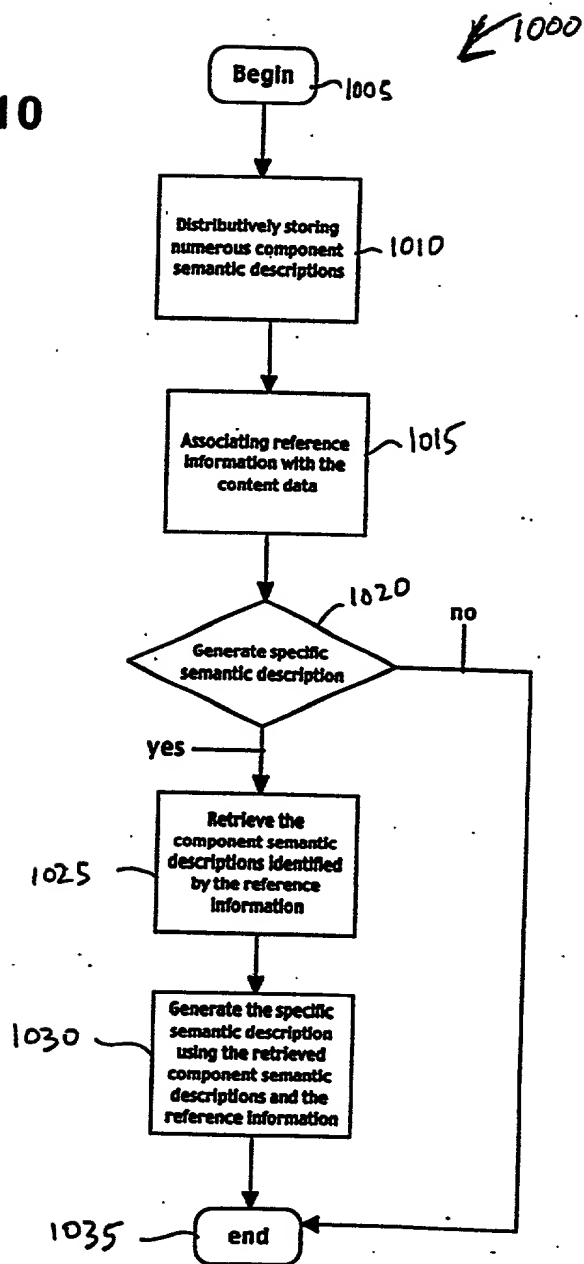 1000
Begin
1005
10
Distributively storing
numerous component
semantic descriptions
1010
Associating reference
information with the
content data
1015
1020
Generate specific
semantic description
no
yes
Retrieve the
component semantic
descriptions identified
by the reference
information
1025
Generate the specific
semantic description
using the retrieved
component semantic
descriptions and the
reference information
1030
end
1035